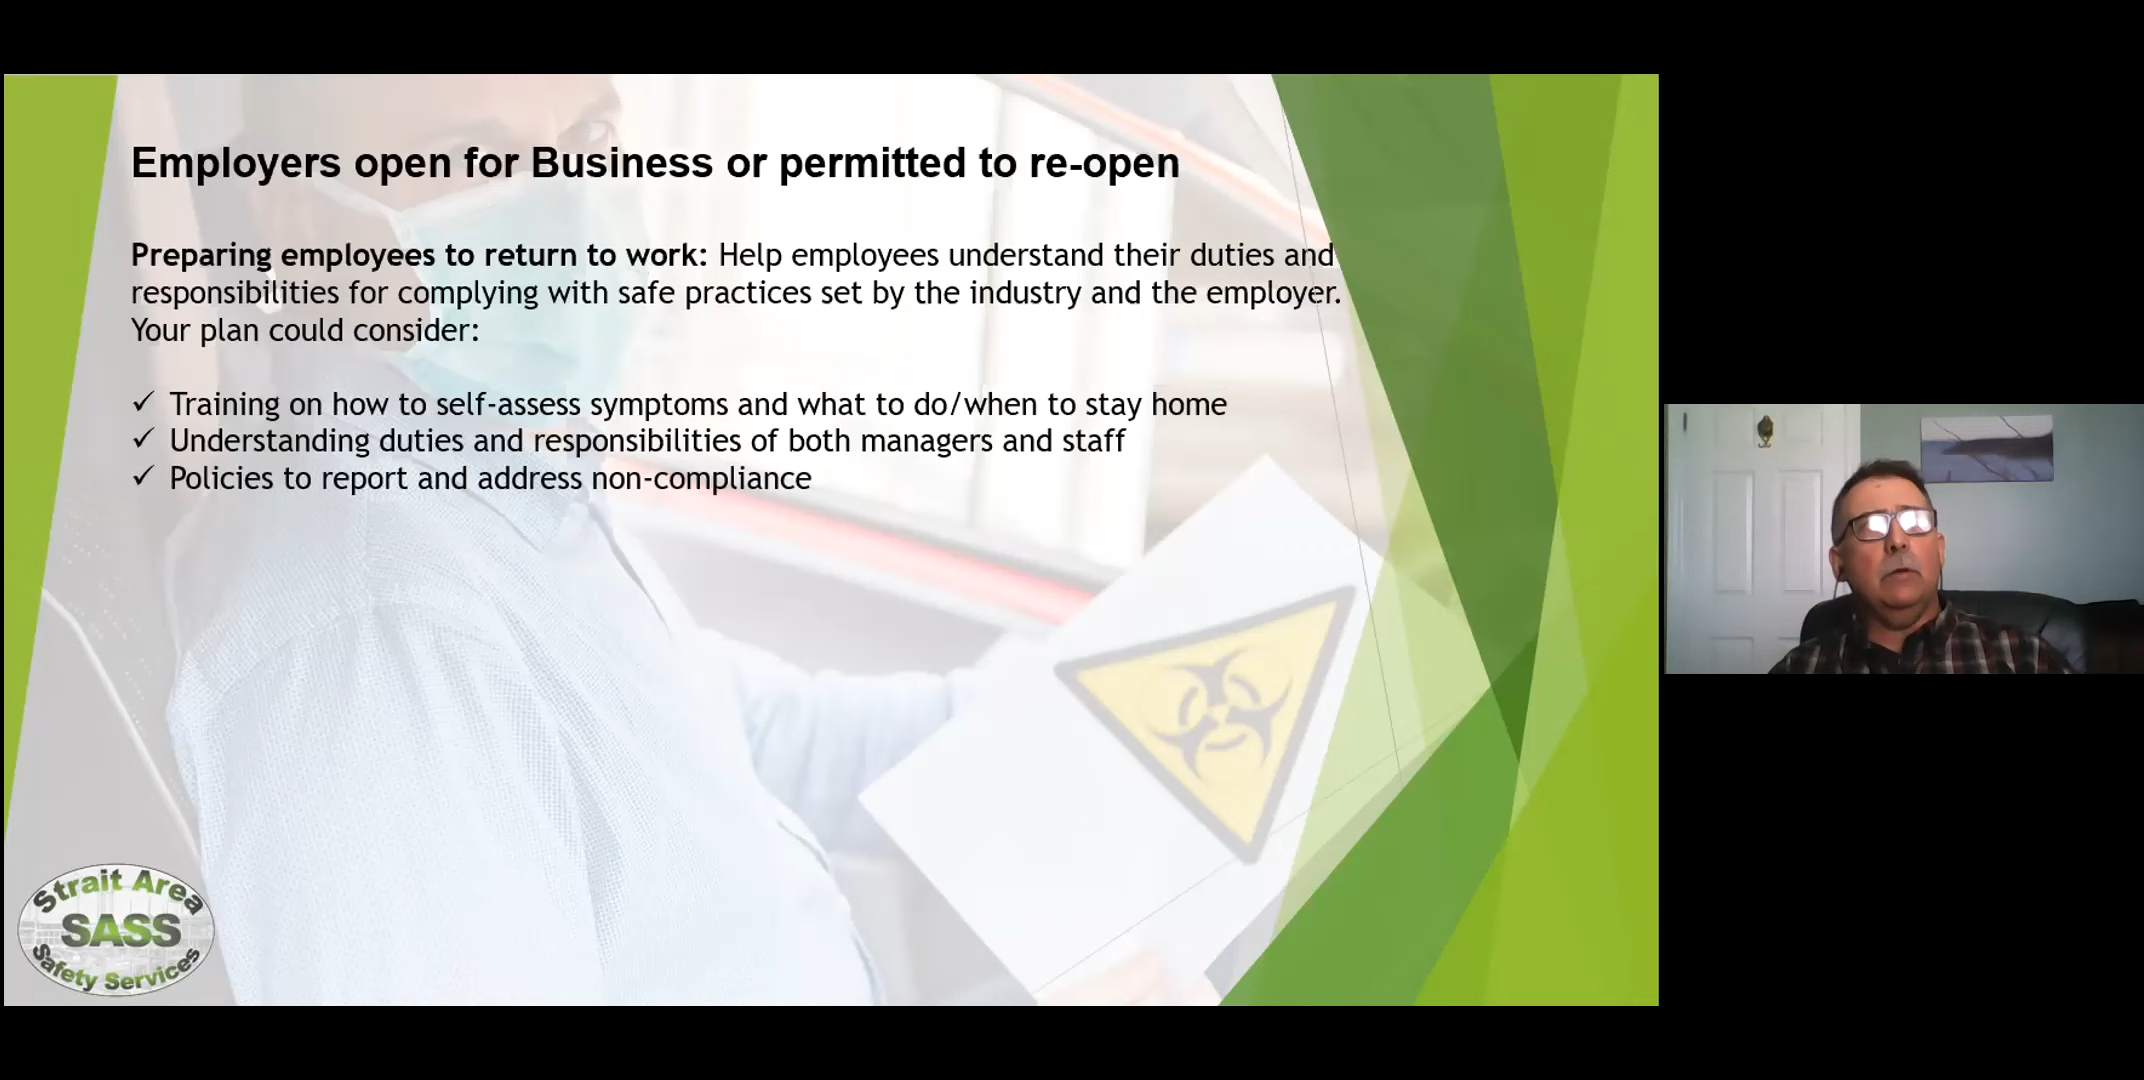 Employers open for Business or permitted to re-open
Preparing employees to return to work: Help employees understand their duties and
responsibilities for complying with safe practices set by the industry and the employer.
Your plan could consider:
✓ Training on how to self-assess symptoms and what to do/when to stay home
✓ Understanding duties and responsibilities of both managers and staff
✓ Policies to report and address non-compliance
Strait Area
SASS
Safety Services